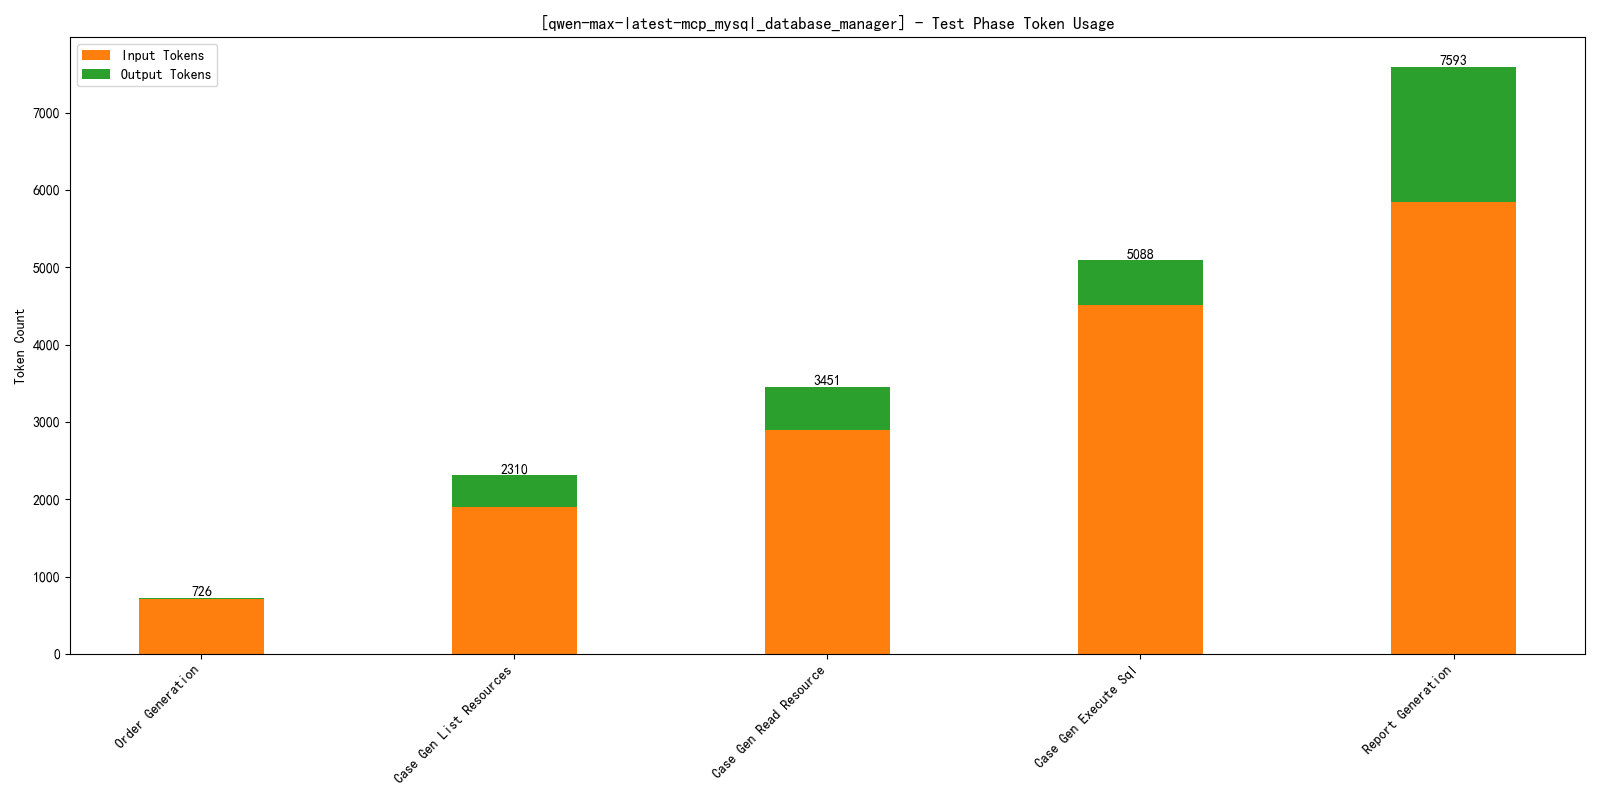 [qwen-max-latest-mcp_mysql_database_manager] - Test Phase Token Usage
Input Tokens
Output Tokens
Token Count
7000
6000
5000
4000
3000
2000
1000
0
726
2310
3451
5088
7593
Order Generation
Case Gen List Resources
Case Gen Read Resource
Case Gen Execute Sql
Report Generation